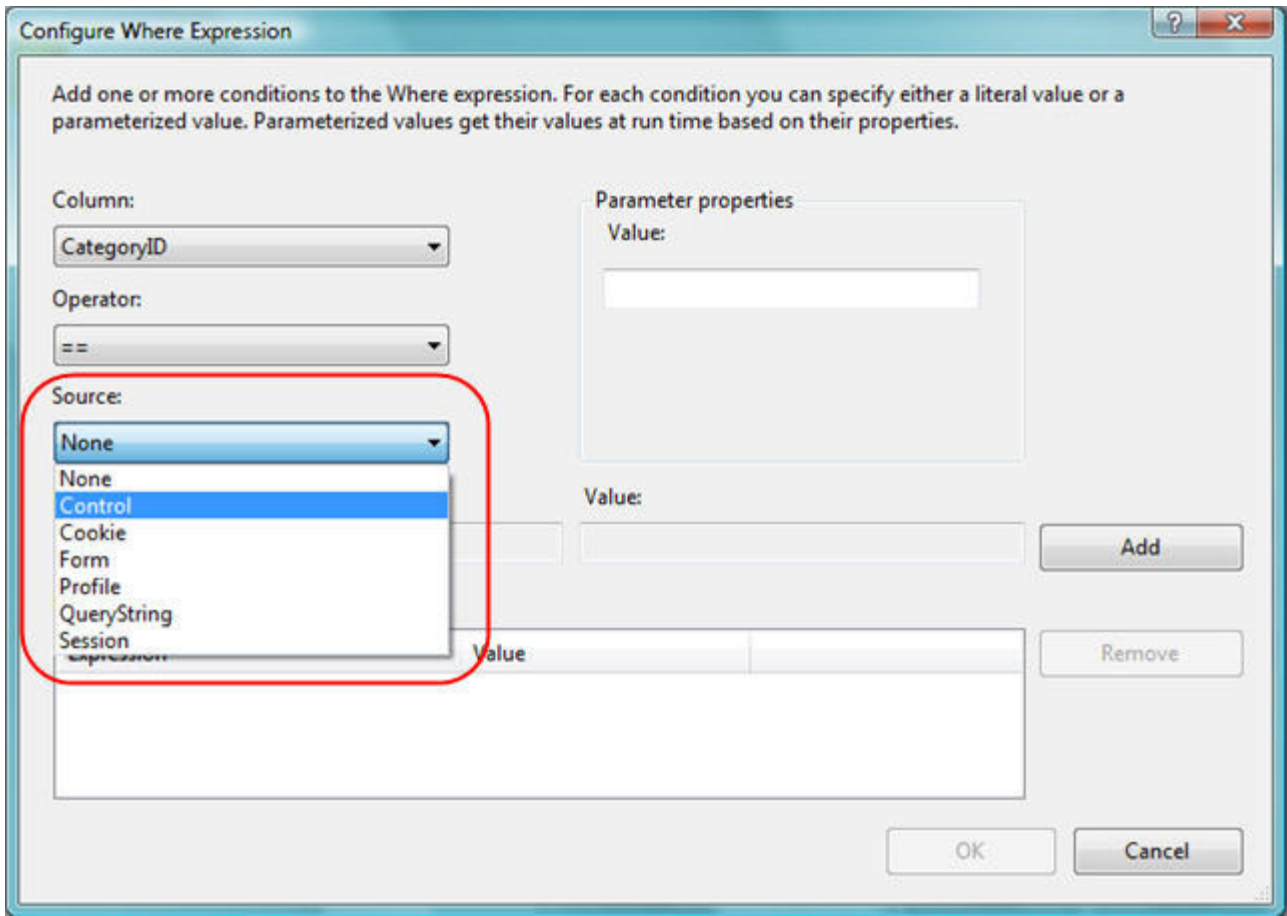 Configure Where Expression
Add one or more conditions to the Where expression. For each condition you can specify either a literal value or a
parameterized value. Parameterized values get their values at run time based on their properties.
Column:
CategoryID
Operator:
==
Source:
None
None
Control
Cookie
Form
Profile
QueryString
Session
Parameter properties
Value:
Value:
Add
Expression
Value
Remove
OK
Cancel